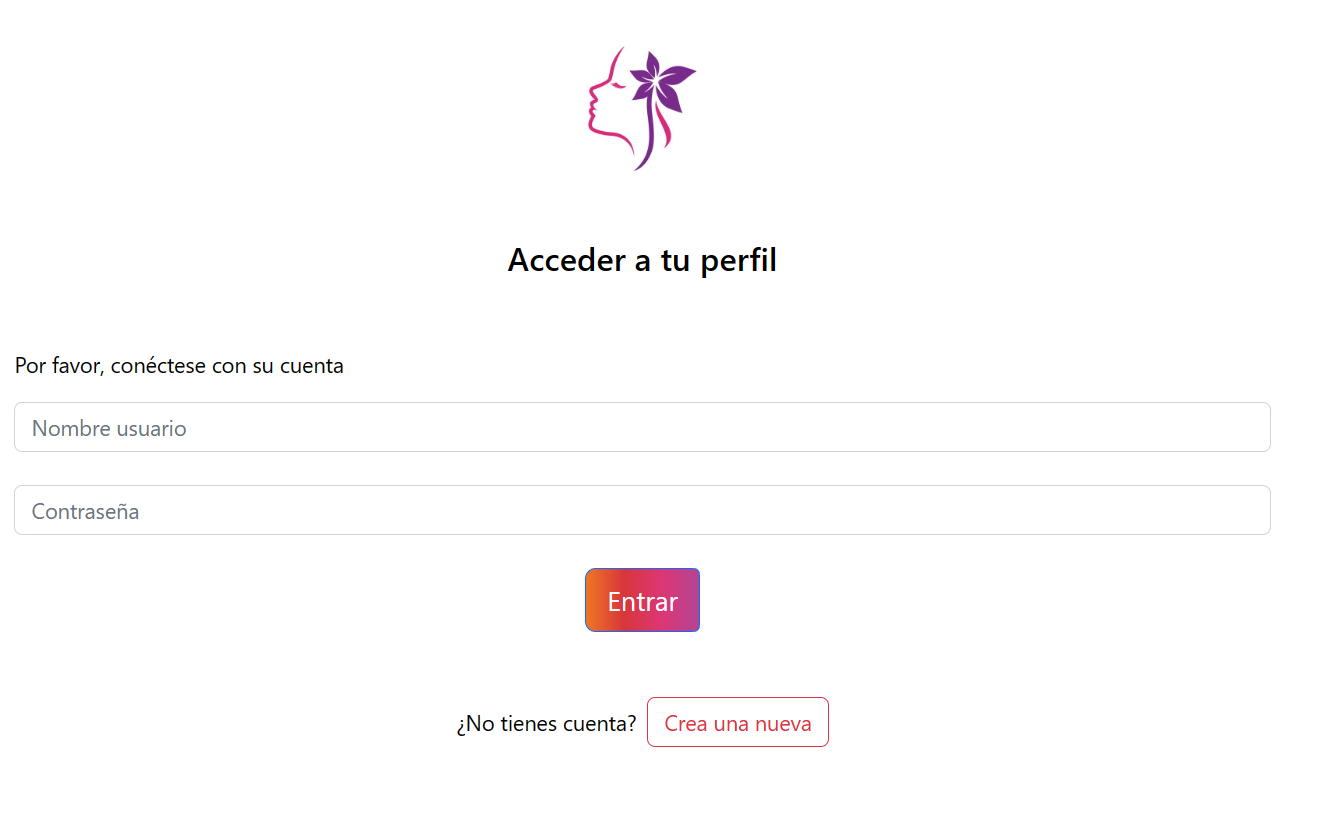 Acceder a tu perfil
Por favor, conéctese con su cuenta
Nombre usuario
Contraseña
Entrar
¿No tienes cuenta? Crea una nueva